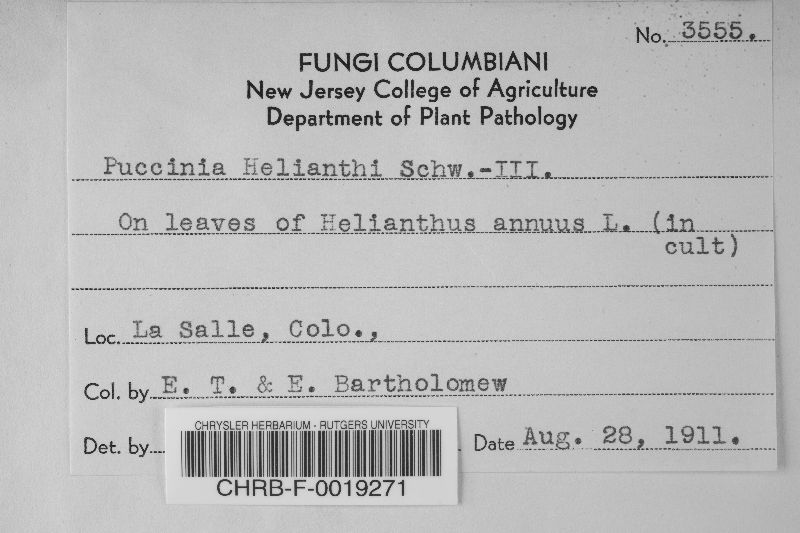 No. 3555.
FUNGI COLUMBIANI
New Jersey College of Agriculture
Department of Plant Pathology
Puccinia Helianthi Schw.-III.
On leaves of Helianthus annuus L. (in
cult)
Loc. La Salle, Colo.,
Col. by E. T. & E. Bartholomew
Det. by
Date Aug. 28, 1911.
CHRYSLER HERBARIUM - RUTGERS UNIVERSITY
CHRB-F-0019271